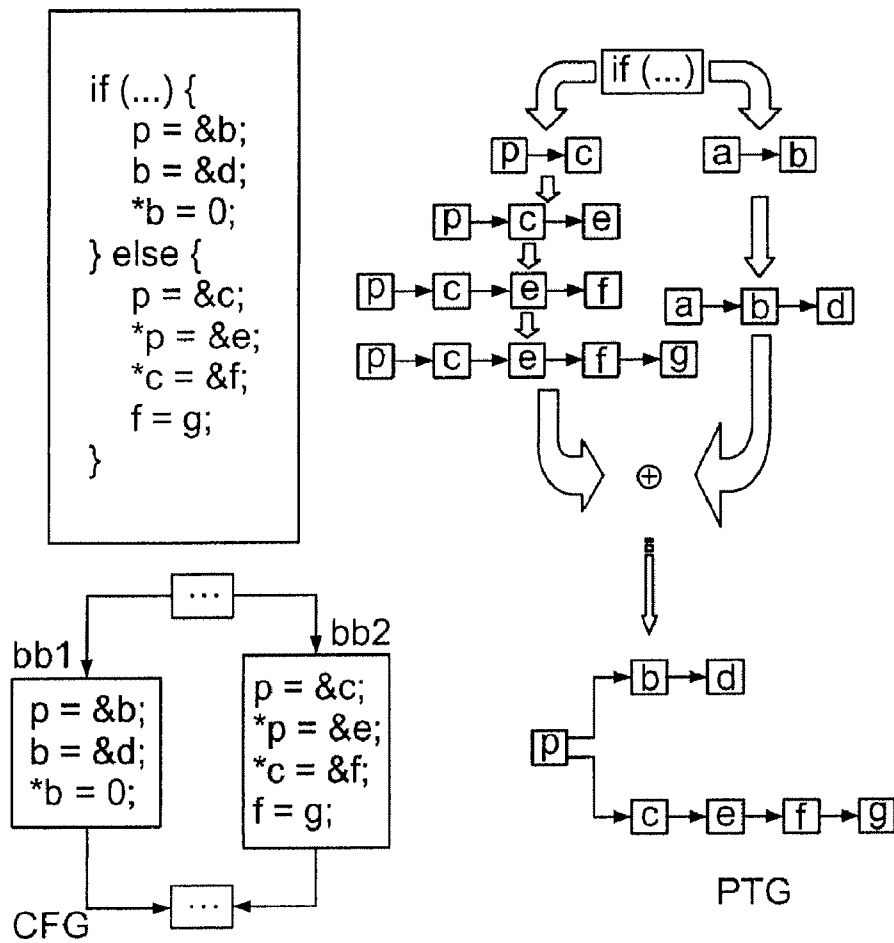 if (...) {
p = &b;
b = &d;
*b = 0;
} else {
p = &c;
*p = &e;
*c = &f;
f = g;
}
if (...)
p c
a b
p c e
p c e f
a b d
p c e f g
⊕
...
bb1
bb2
p = &b;
b = &d;
*b = 0;
p = &c;
*p = &e;
*c = &f;
f = g;
...
CFG
b d
p
c e f g
PTG